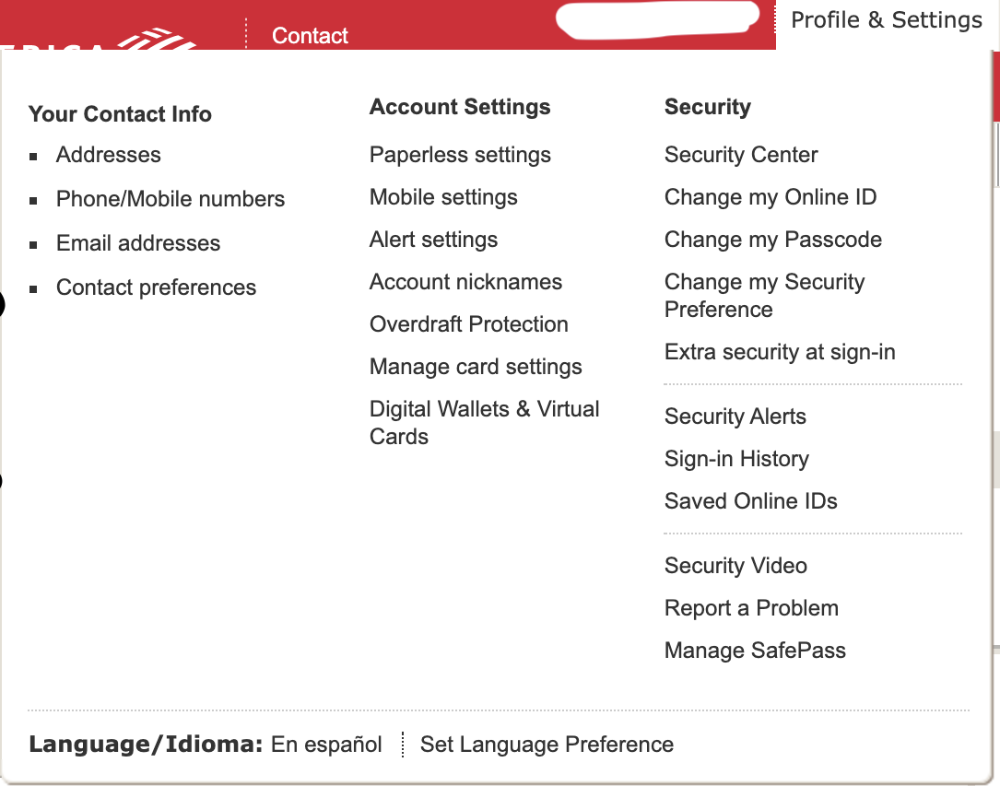 Contact
Profile & Settings
Your Contact Info
Addresses
Phone/Mobile numbers
Email addresses
Contact preferences
Account Settings
Paperless settings
Mobile settings
Alert settings
Account nicknames
Overdraft Protection
Manage card settings
Digital Wallets & Virtual
Cards
Security
Security Center
Change my Online ID
Change my Passcode
Change my Security
Preference
Extra security at sign-in
Security Alerts
Sign-in History
Saved Online IDs
Security Video
Report a Problem
Manage SafePass
Language/Idioma: En español Set Language Preference